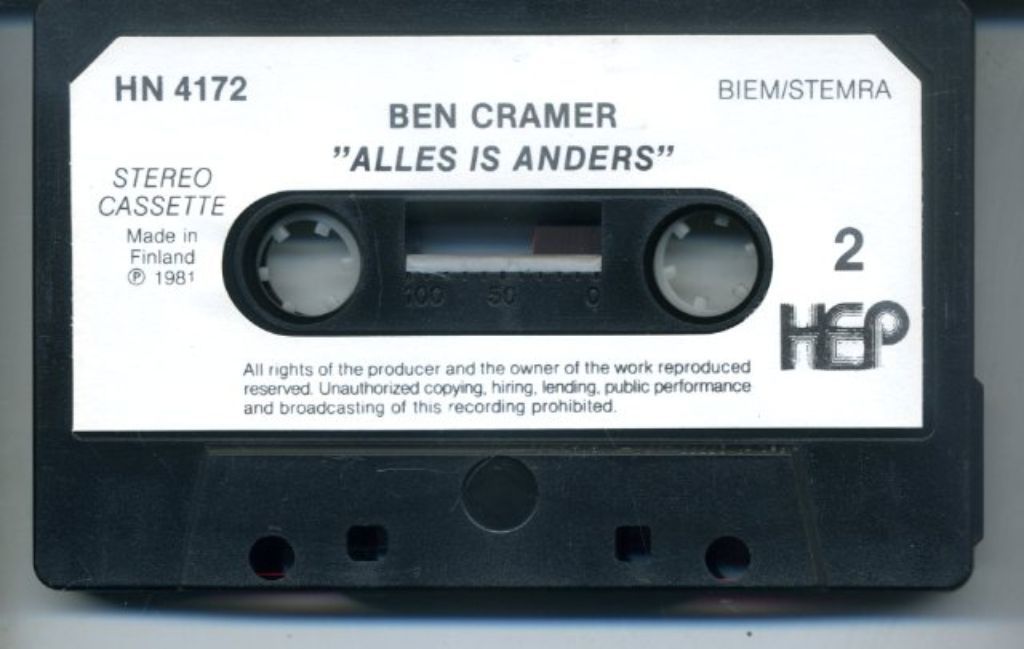 HN 4172
BIEM/STEMRA
BEN CRAMER
"ALLES IS ANDERS"
STEREO
CASSETTE
Made in
Finland
℗ 1981
2
HEP
100 50 0
All rights of the producer and the owner of the work reproduced
reserved. Unauthorized copying, hiring, lending, public performance
and broadcasting of this recording prohibited.